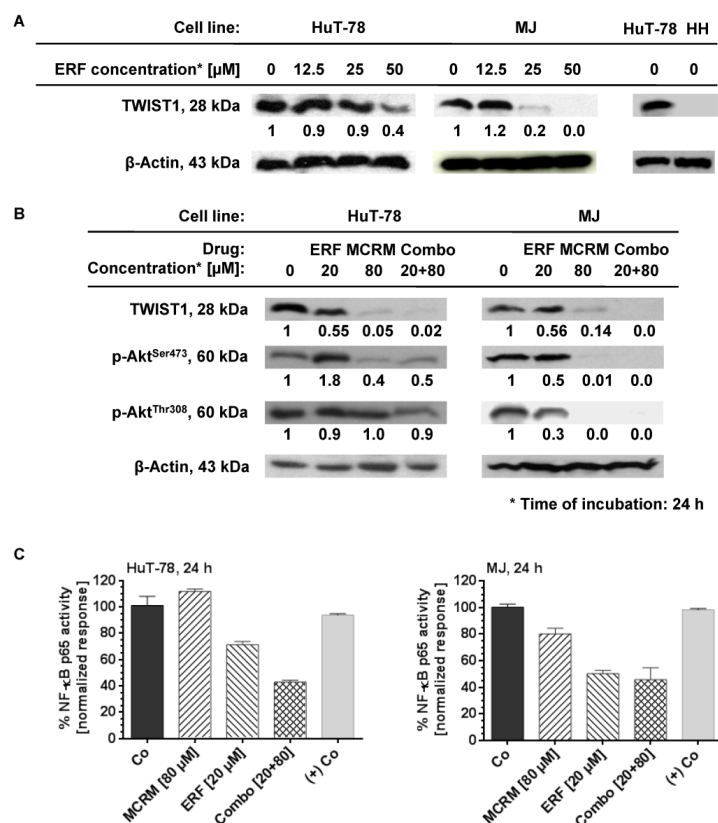 A
Cell line: HuT-78 MJ HuT-78 HH
ERF concentration* [µM] 0 12.5 25 50 0 12.5 25 50 0 0
TWIST1, 28 kDa
1 0.9 0.9 0.4 1 1.2 0.2 0.0
β-Actin, 43 kDa
B
Cell line: HuT-78 MJ
Drug: ERF MCRM Combo ERF MCRM Combo
Concentration* [µM]: 0 20 80 20+80 0 20 80 20+80
TWIST1, 28 kDa
1 0.55 0.05 0.02 1 0.56 0.14 0.0
p-Akt^Ser473, 60 kDa
1 1.8 0.4 0.5 1 0.5 0.01 0.0
p-Akt^Thr308, 60 kDa
1 0.9 1.0 0.9 1 0.3 0.0 0.0
β-Actin, 43 kDa
* Time of incubation: 24 h
C
HuT-78, 24 h
% NF-κB p65 activity
[normalized response]
120
100
80
60
40
20
0
Co
MCRM [80 µM]
ERF [20 µM]
Combo [20+80]
(+) Co
MJ, 24 h
% NF-κB p65 activity
[normalized response]
120
100
80
60
40
20
0
Co
MCRM [80 µM]
ERF [20 µM]
Combo [20+80]
(+) Co